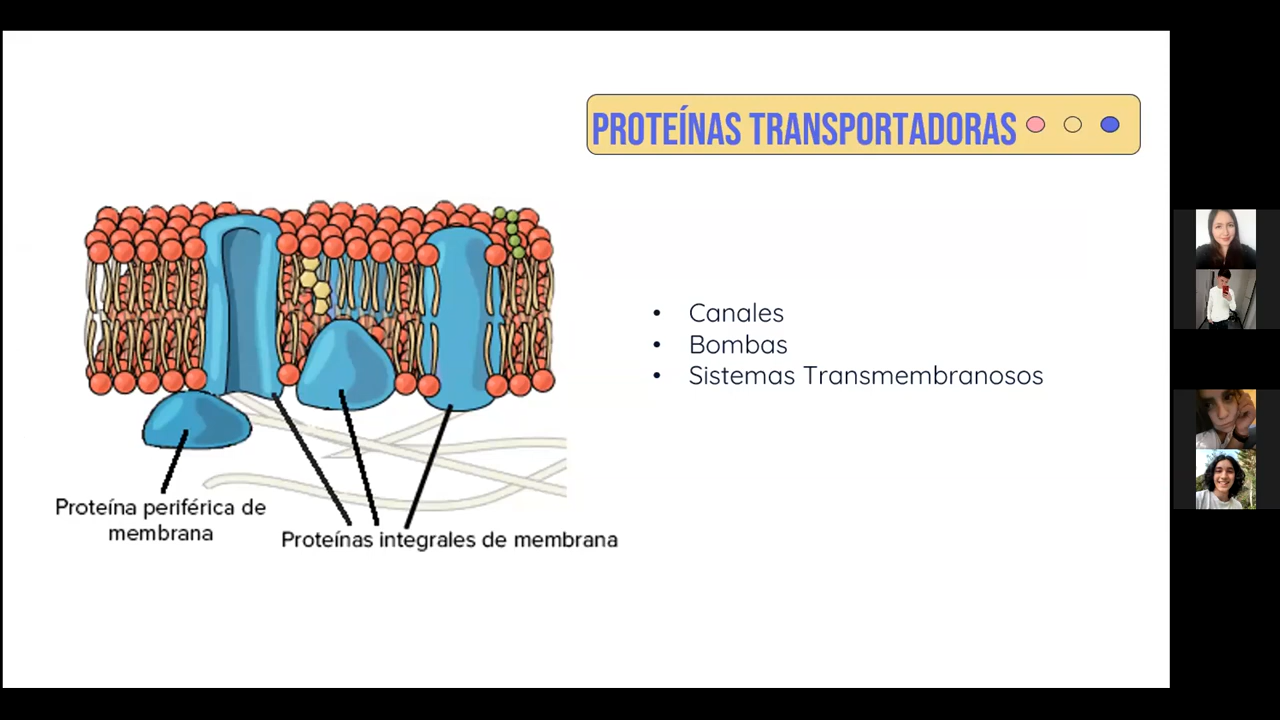 PROTEÍNAS TRANSPORTADORAS
• Canales
• Bombas
• Sistemas Transmembranosos
Proteína periférica de
membrana
Proteínas integrales de membrana